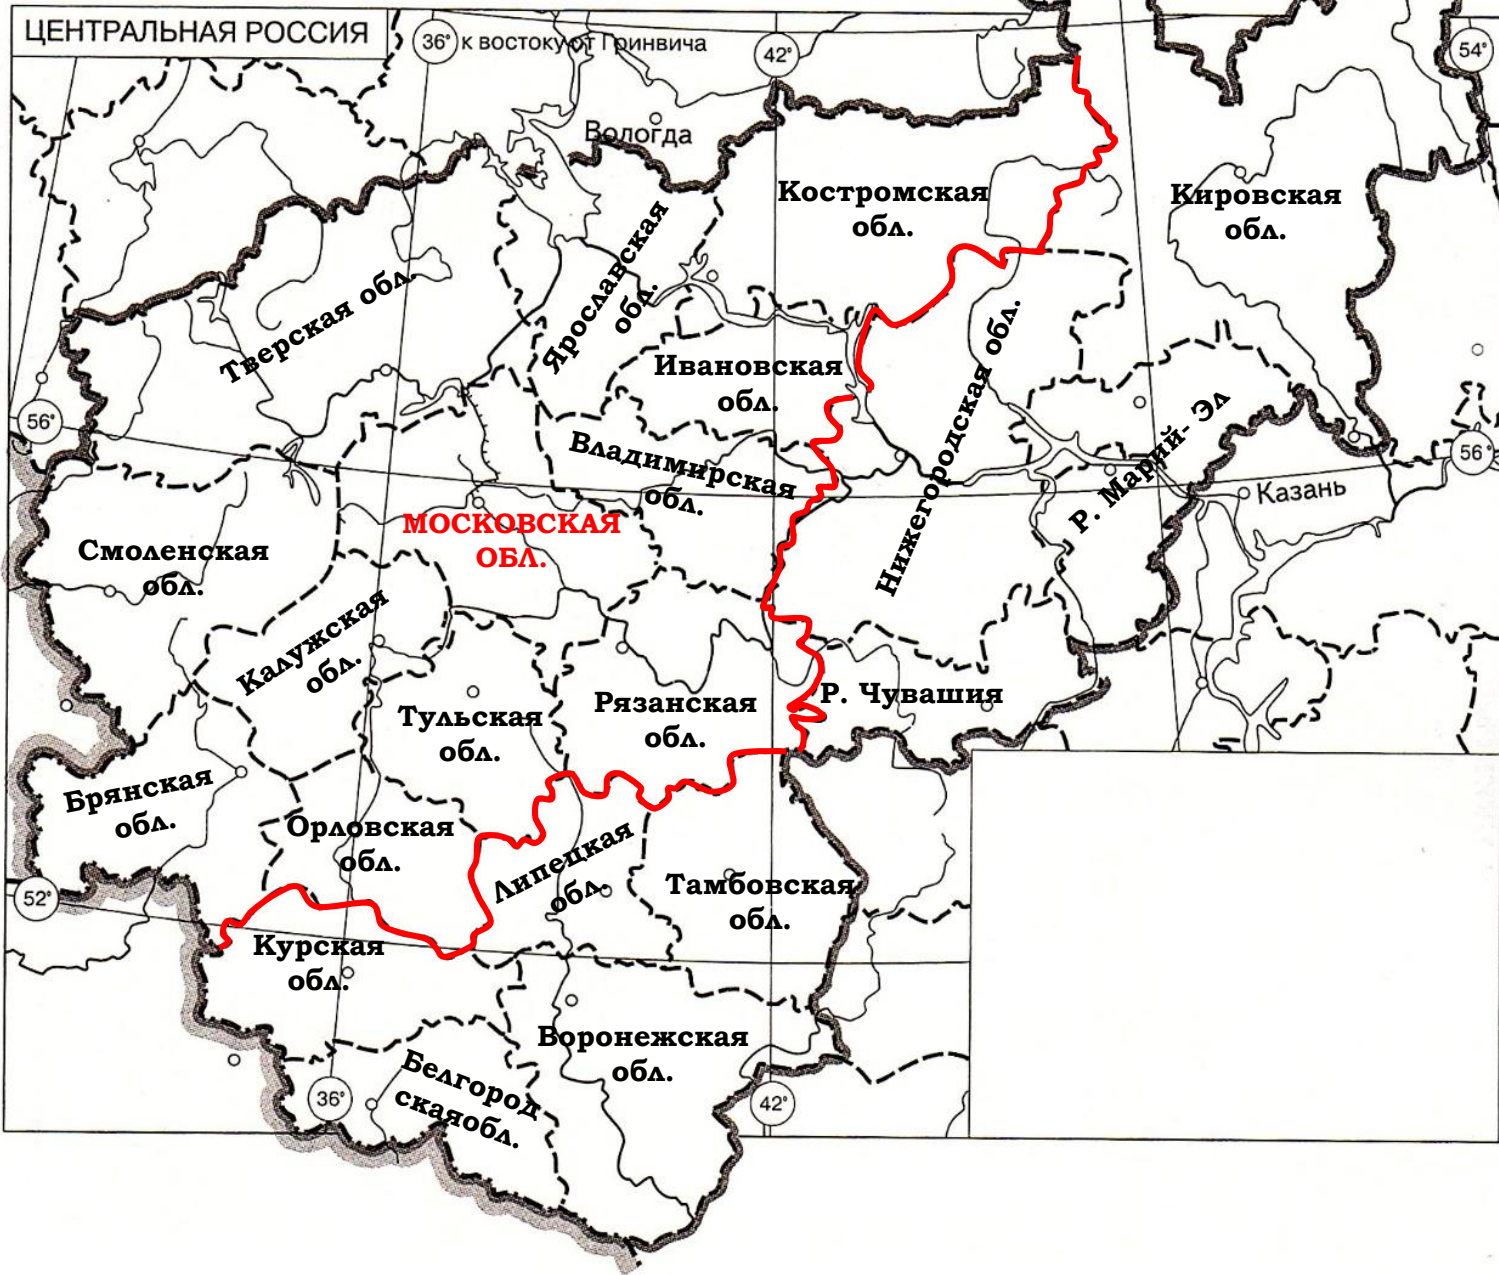 ЦЕНТРАЛЬНАЯ РОССИЯ
36° к востоку от Гринвича
42°
54°
Вологда
Костромская
обл.
Кировская
обл.
Тверская обл.
Ярославская
обл.
Ивановская
обл.
Нижегородская обл.
56°
Владимирская
обл.
Р. Марий- Эл
56°
Казань
МОСКОВСКАЯ
ОБЛ.
Смоленская
обл.
Калужская
обл.
Тульская
обл.
Рязанская
обл.
Р. Чувашия
Брянская
обл.
Орловская
обл.
Липецкая
обл.
Тамбовская
обл.
52°
Курская
обл.
Воронежская
обл.
Белгород
скаяобл.
36°
42°